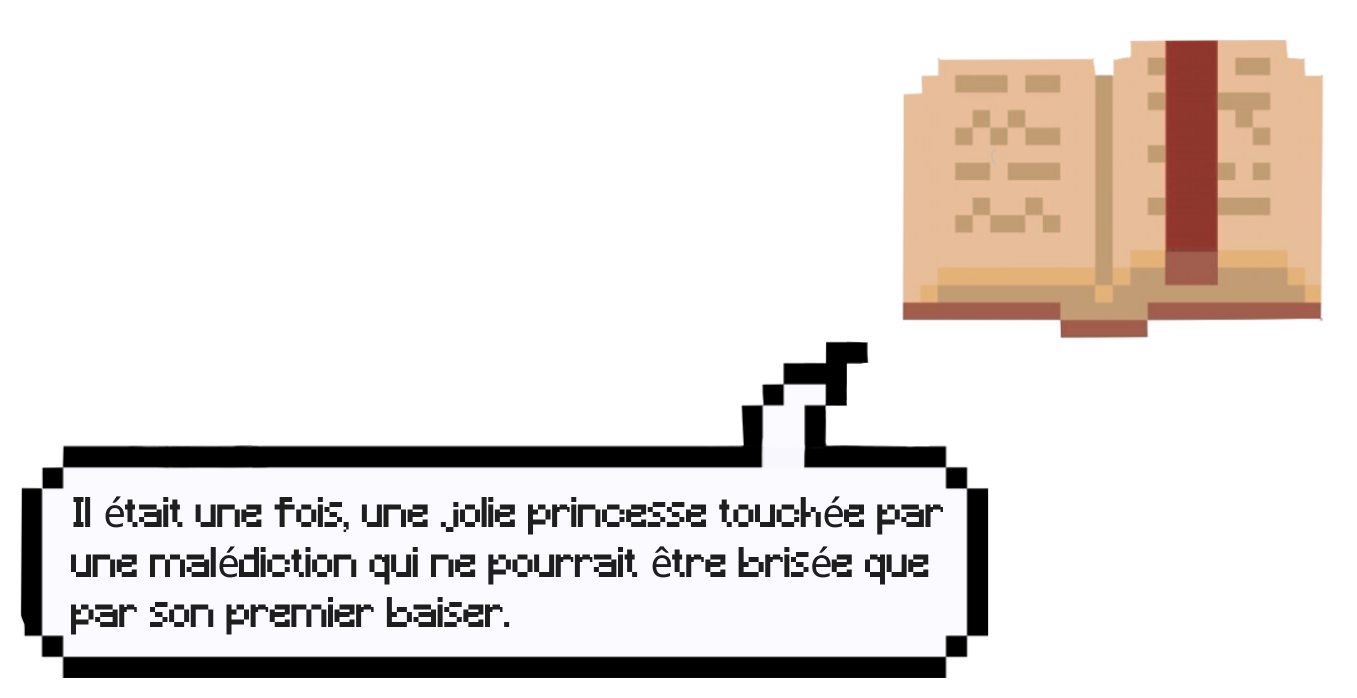 Il était une fois, une jolie princesse touchée par
une malédiction qui ne pourrait être brisée que
par son premier baiser.